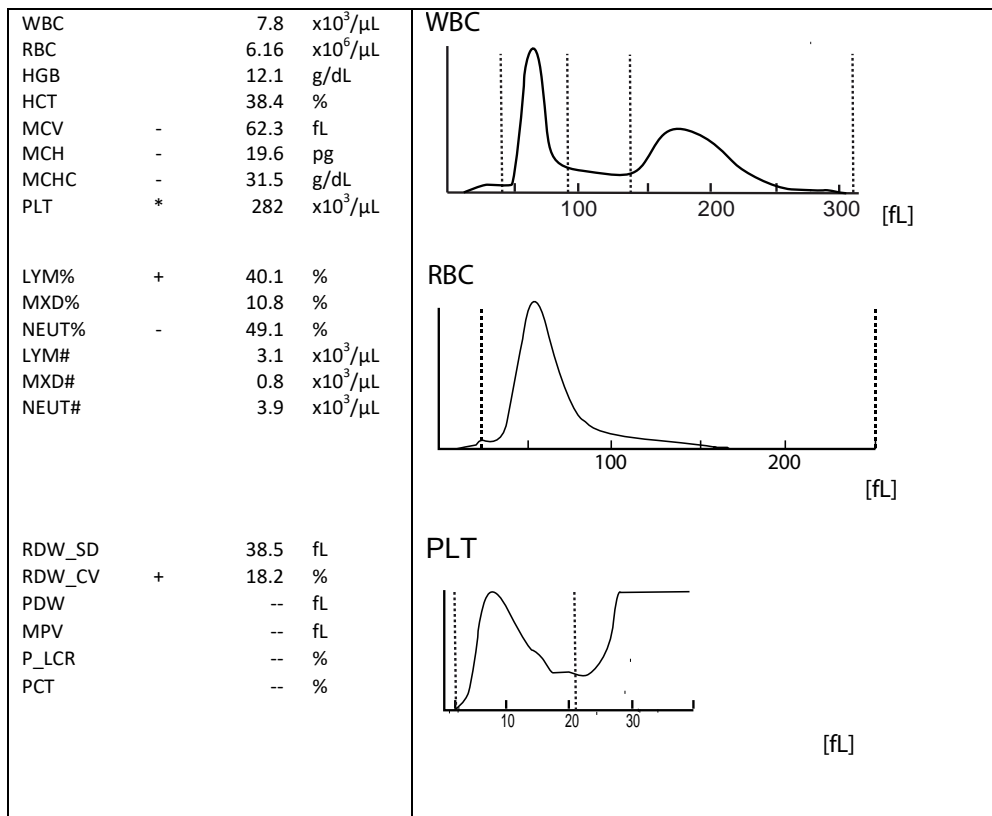 WBC 7.8 x10³/µL
RBC 6.16 x10⁶/µL
HGB 12.1 g/dL
HCT 38.4 %
MCV - 62.3 fL
MCH - 19.6 pg
MCHC - 31.5 g/dL
PLT * 282 x10³/µL
LYM% + 40.1 %
MXD% 10.8 %
NEUT% - 49.1 %
LYM# 3.1 x10³/µL
MXD# 0.8 x10³/µL
NEUT# 3.9 x10³/µL
RDW_SD 38.5 fL
RDW_CV + 18.2 %
PDW -- fL
MPV -- fL
P_LCR -- %
PCT -- %
WBC
100 200 300 [fL]
RBC
100 200
[fL]
PLT
10 20 30
[fL]